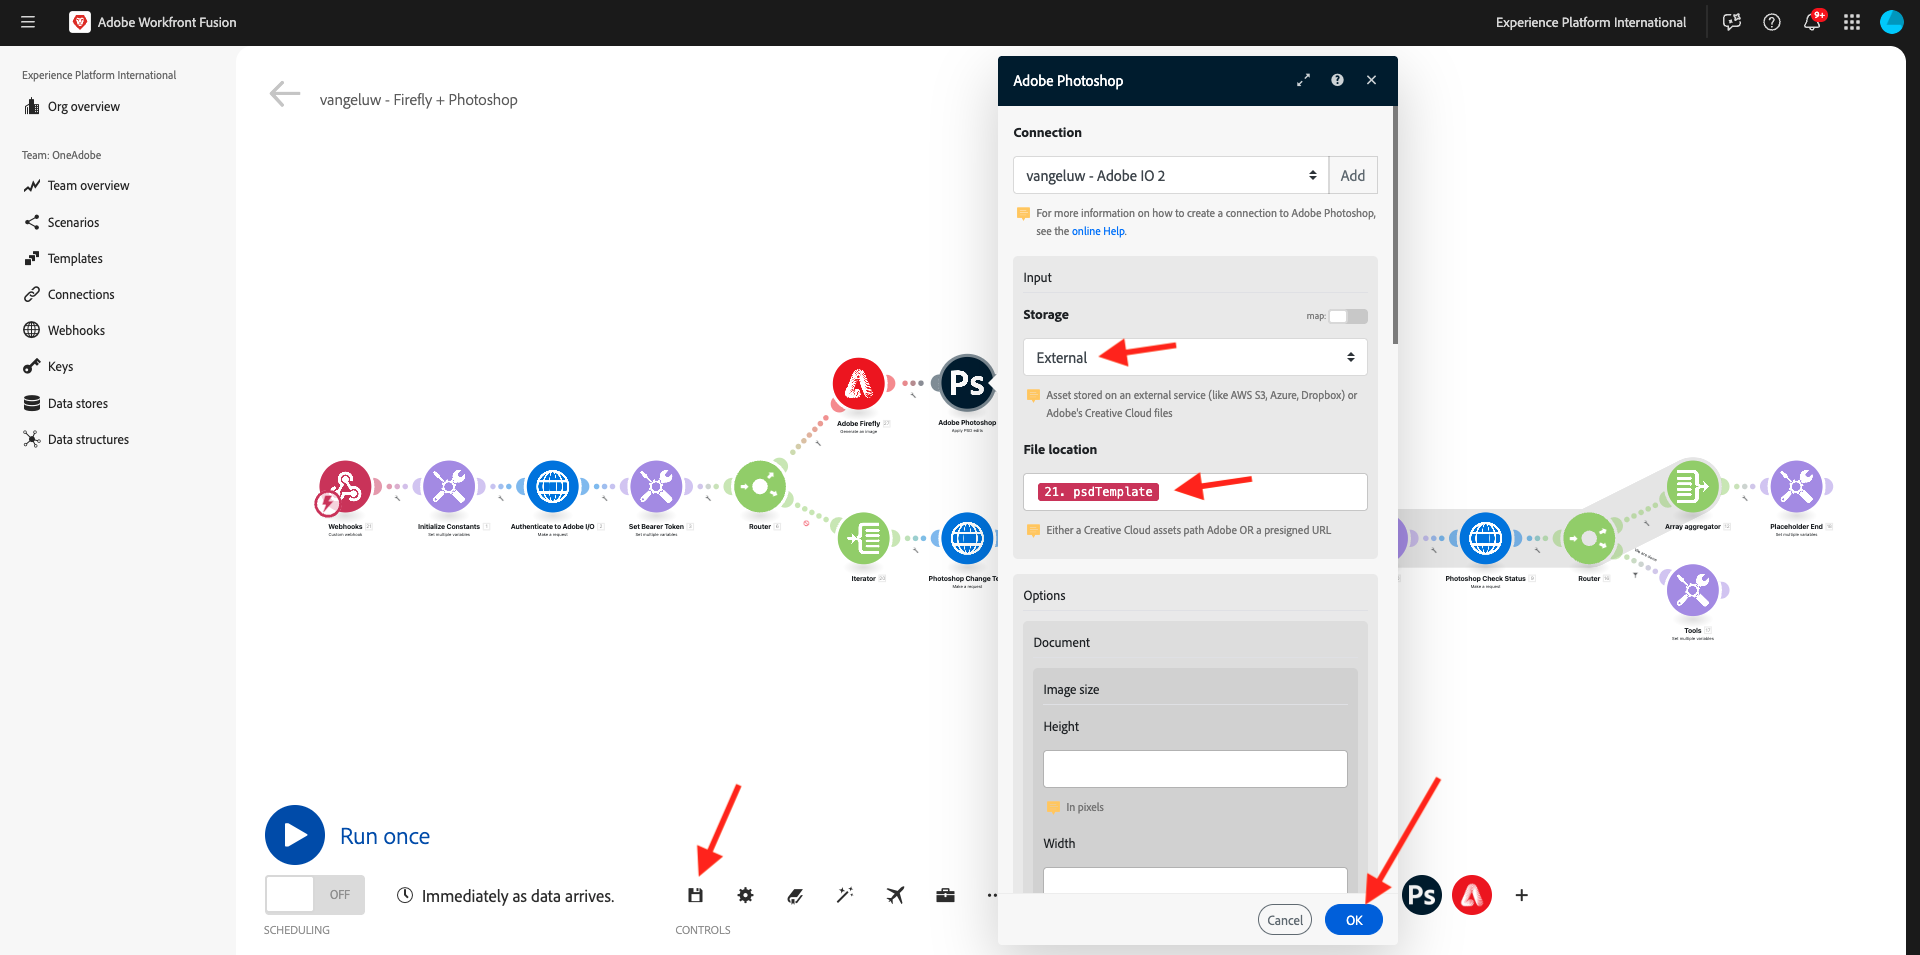 Adobe Workfront Fusion
Experience Platform International
9+
Experience Platform International
Org overview
Team: OneAdobe
Team overview
Scenarios
Templates
Connections
Webhooks
Keys
Data stores
Data structures
vangeluw - Firefly + Photoshop
Adobe Photoshop
Connection
vangeluw - Adobe IO 2
Add
For more information on how to create a connection to Adobe Photoshop,
see the online Help.
Input
Storage
map:
External
Asset stored on an external service (like AWS S3, Azure, Dropbox) or
Adobe's Creative Cloud files
File location
21. psdTemplate
Either a Creative Cloud assets path Adobe OR a presigned URL
Options
Document
Image size
Height
In pixels
Width
Cancel
OK
Ps
Adobe Firefly
Generate an image
Adobe Photoshop
Apply PSD edits
Webhooks 21
Custom webhook
Initialize Constants 1
Set multiple variables
Authenticate to Adobe I/O 2
Make a request
Set Bearer Token 3
Set multiple variables
Router
Iterator 20
Photoshop Change Te
Make a request
Photoshop Check Status
Make a request
Router
Array aggregator
Placeholder End
Set multiple variables
Tools
Set multiple variables
Run once
OFF
Immediately as data arrives.
SCHEDULING
CONTROLS
Ps